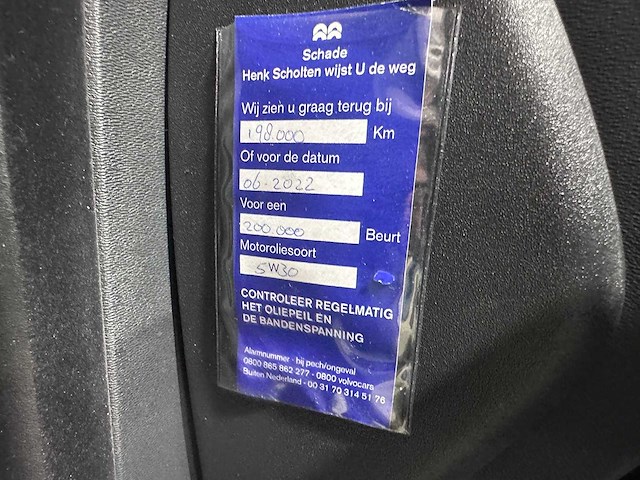 Schade
Henk Scholten wijst U de weg
Wij zien u graag terug bij
198.000 Km
Of voor de datum
06-2022
Voor een
200.000 Beurt
Motoroliesoort
5W30
CONTROLEER REGELMATIG
HET OLIEPEIL EN
DE BANDENSPANNING
Alarmnummer - bij pech/ongeval
0800 865 862 277 - 0800 volvocara
Buiten Nederland - 00 31 70 314 51 76